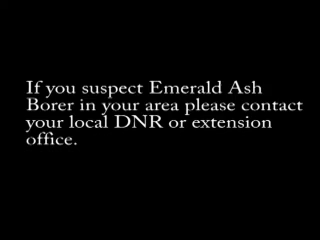 If you suspect Emerald Ash
Borer in your area please contact
your local DNR or extension
office.